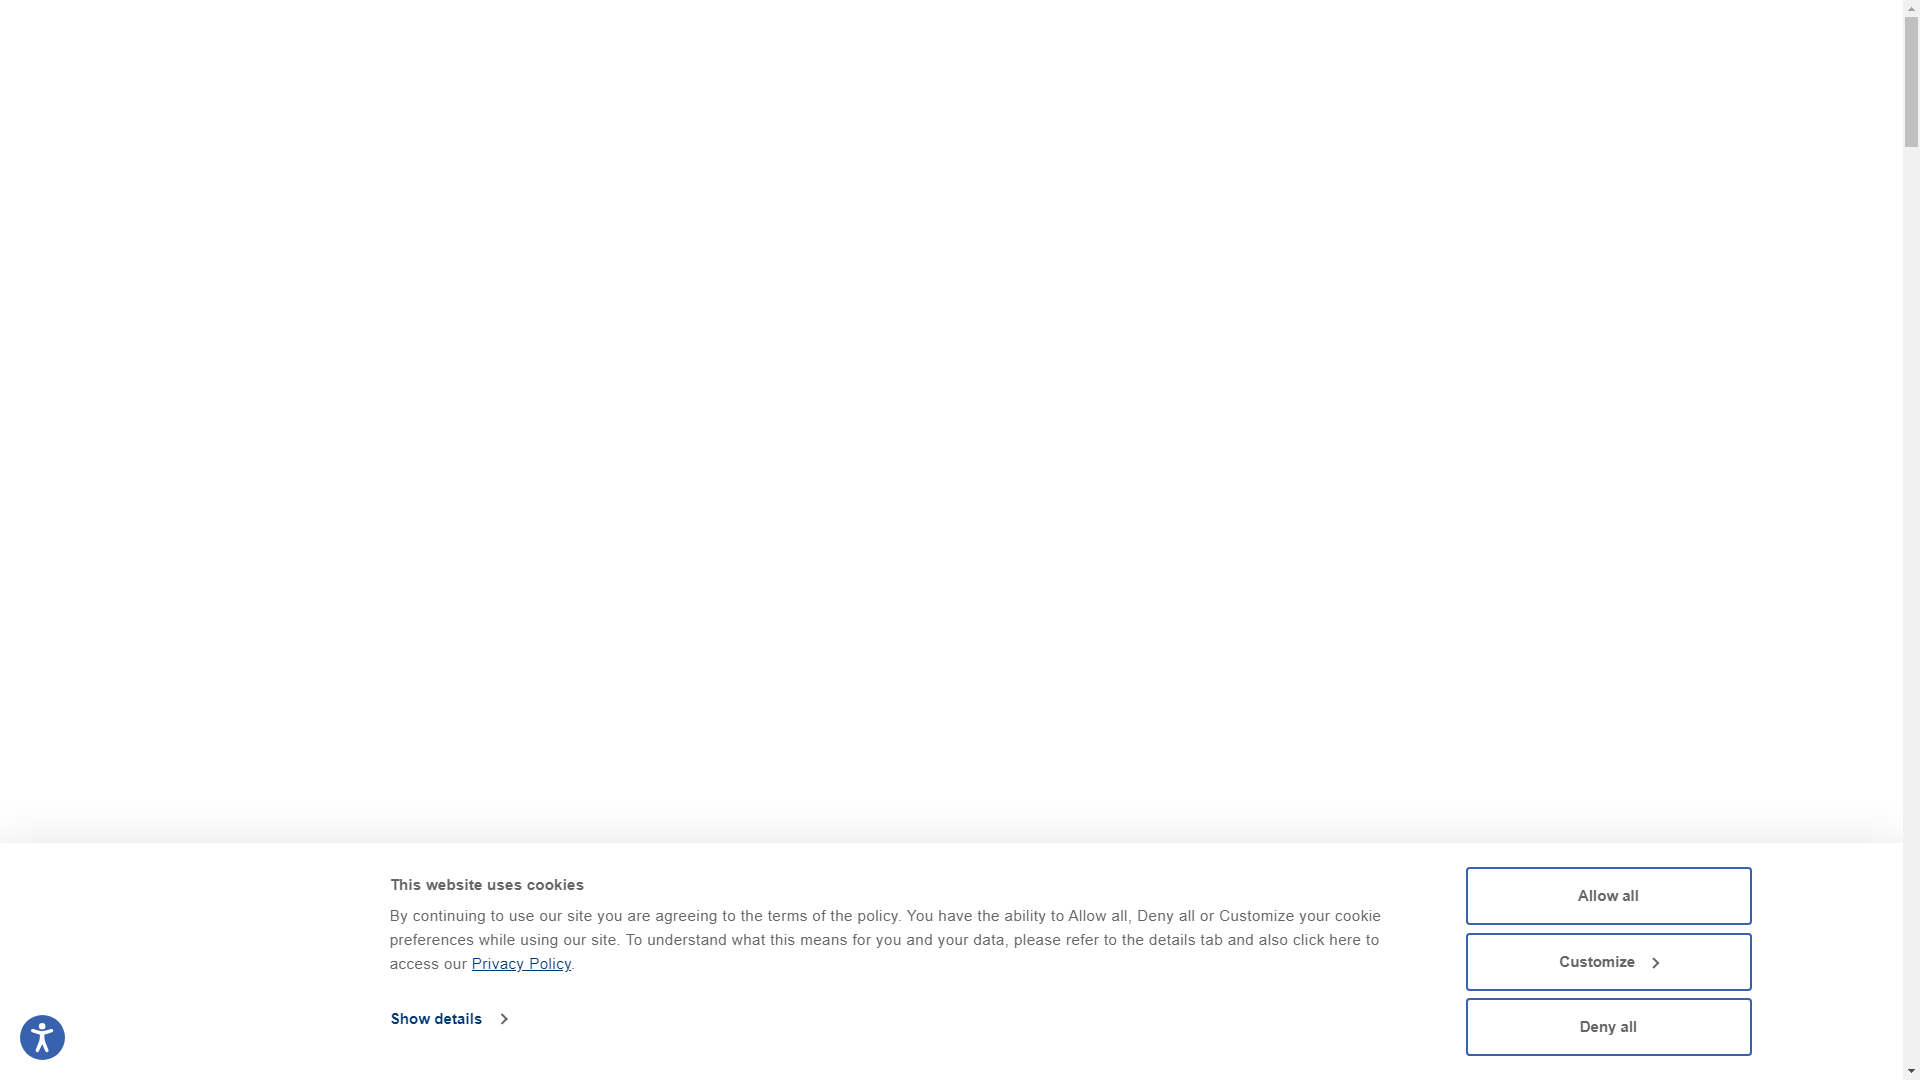 This website uses cookies
By continuing to use our site you are agreeing to the terms of the policy. You have the ability to Allow all, Deny all or Customize your cookie
preferences while using our site. To understand what this means for you and your data, please refer to the details tab and also click here to
access our Privacy Policy.
Show details
Allow all
Customize
Deny all